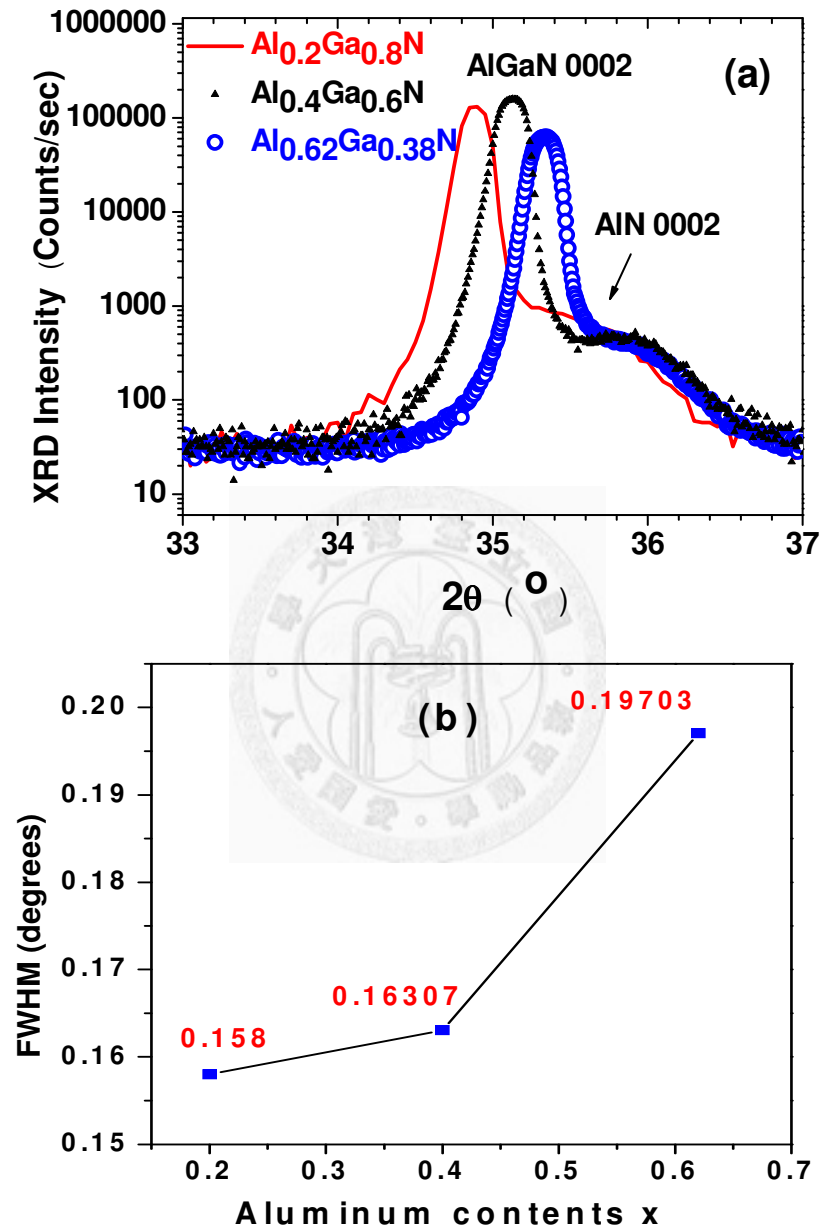 1000000
100000
10000
1000
100
10
XRD Intensity (Counts/sec)
Al0.2Ga0.8N
Al0.4Ga0.6N
Al0.62Ga0.38N
AlGaN 0002
(a)
AlN 0002
33 34 35 36 37
2θ (o)
(b)
0.20
0.19
0.18
0.17
0.16
0.15
FWHM (degrees)
0.158
0.16307
0.19703
0.2 0.3 0.4 0.5 0.6 0.7
Aluminum contents x